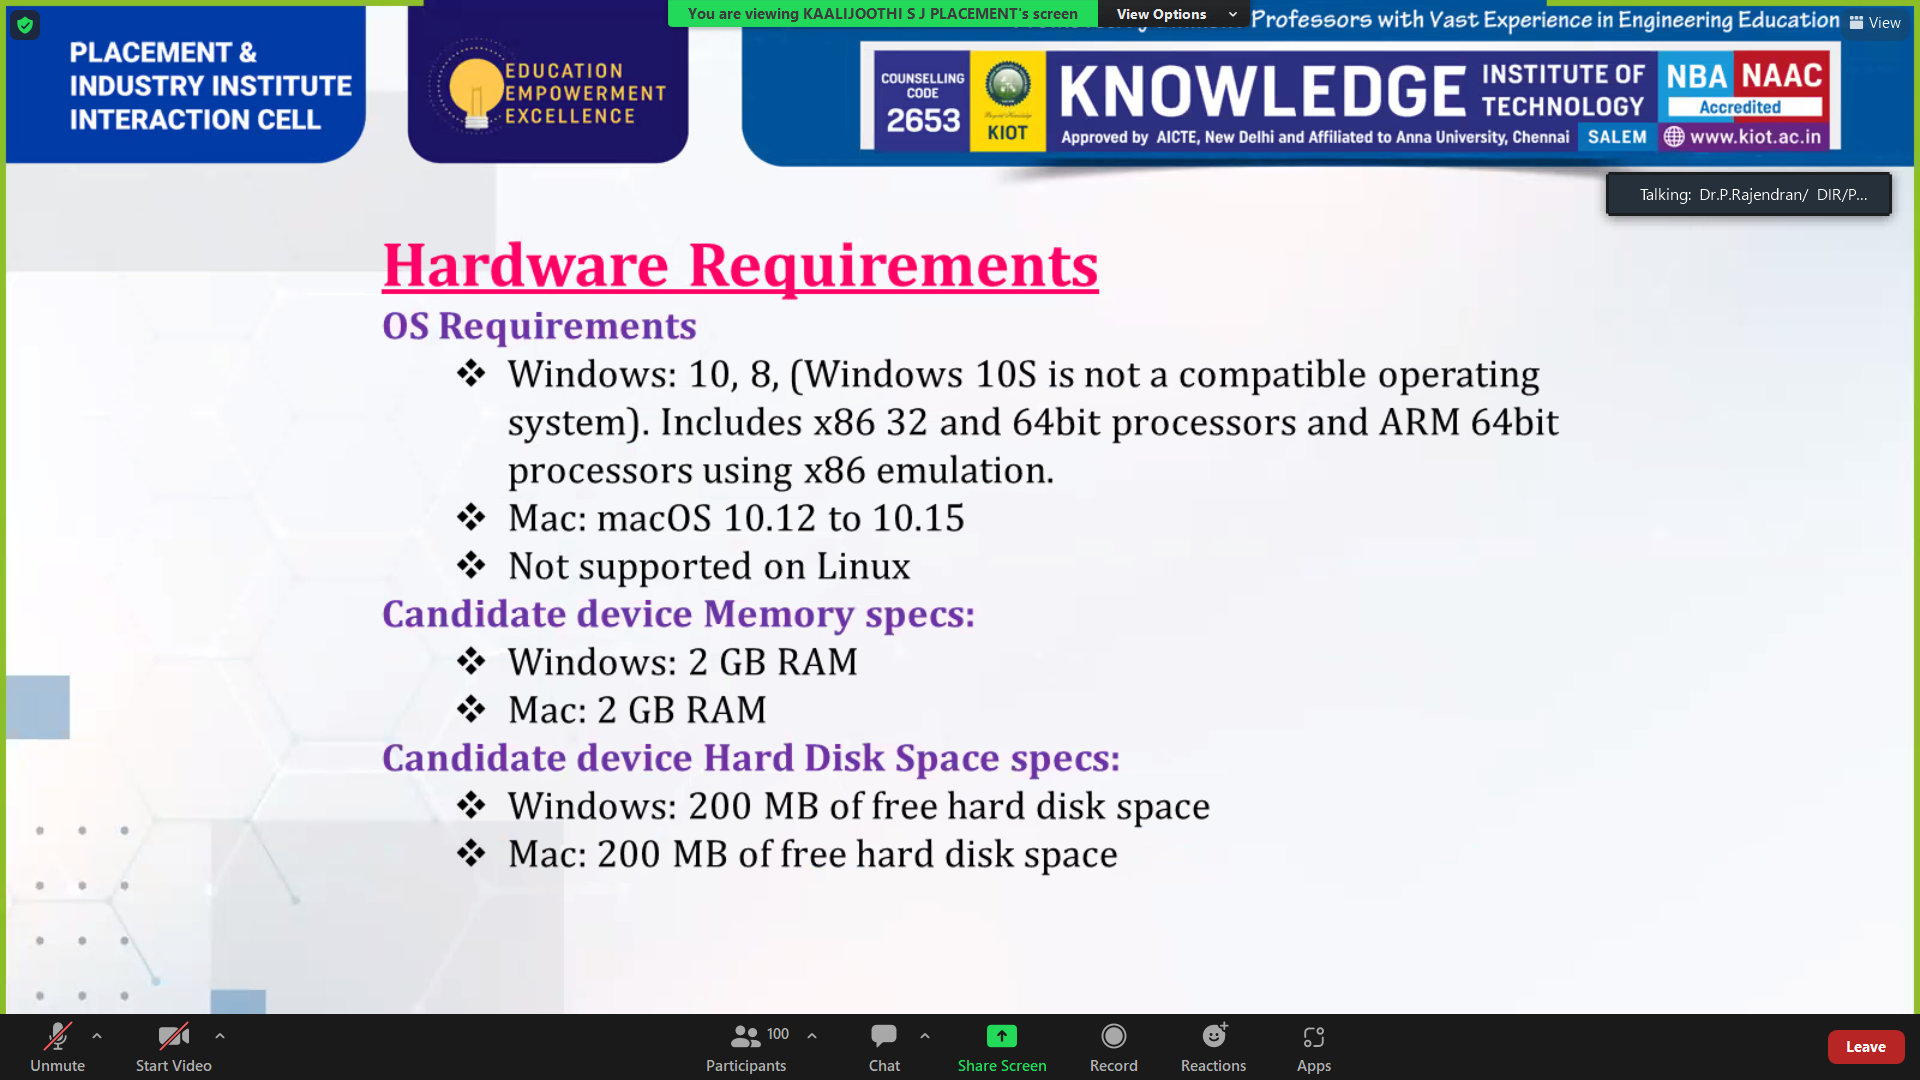 You are viewing KAALIJOOTHI S J PLACEMENT's screen
View Options
Professors with Vast Experience in Engineering Education
View
PLACEMENT &
INDUSTRY INSTITUTE
INTERACTION CELL
EDUCATION
EMPOWERMENT
EXCELLENCE
COUNSELLING
CODE
2653
KIOT
KNOWLEDGE
INSTITUTE OF
TECHNOLOGY
Approved by AICTE, New Delhi and Affiliated to Anna University, Chennai
SALEM
NBA NAAC
Accredited
www.kiot.ac.in
Talking: Dr.P.Rajendran/ DIR/P...
Hardware Requirements
OS Requirements
❖ Windows: 10, 8, (Windows 10S is not a compatible operating
system). Includes x86 32 and 64bit processors and ARM 64bit
processors using x86 emulation.
❖ Mac: macOS 10.12 to 10.15
❖ Not supported on Linux
Candidate device Memory specs:
❖ Windows: 2 GB RAM
❖ Mac: 2 GB RAM
Candidate device Hard Disk Space specs:
❖ Windows: 200 MB of free hard disk space
❖ Mac: 200 MB of free hard disk space
Unmute
Start Video
100
Participants
Chat
Share Screen
Record
Reactions
Apps
Leave